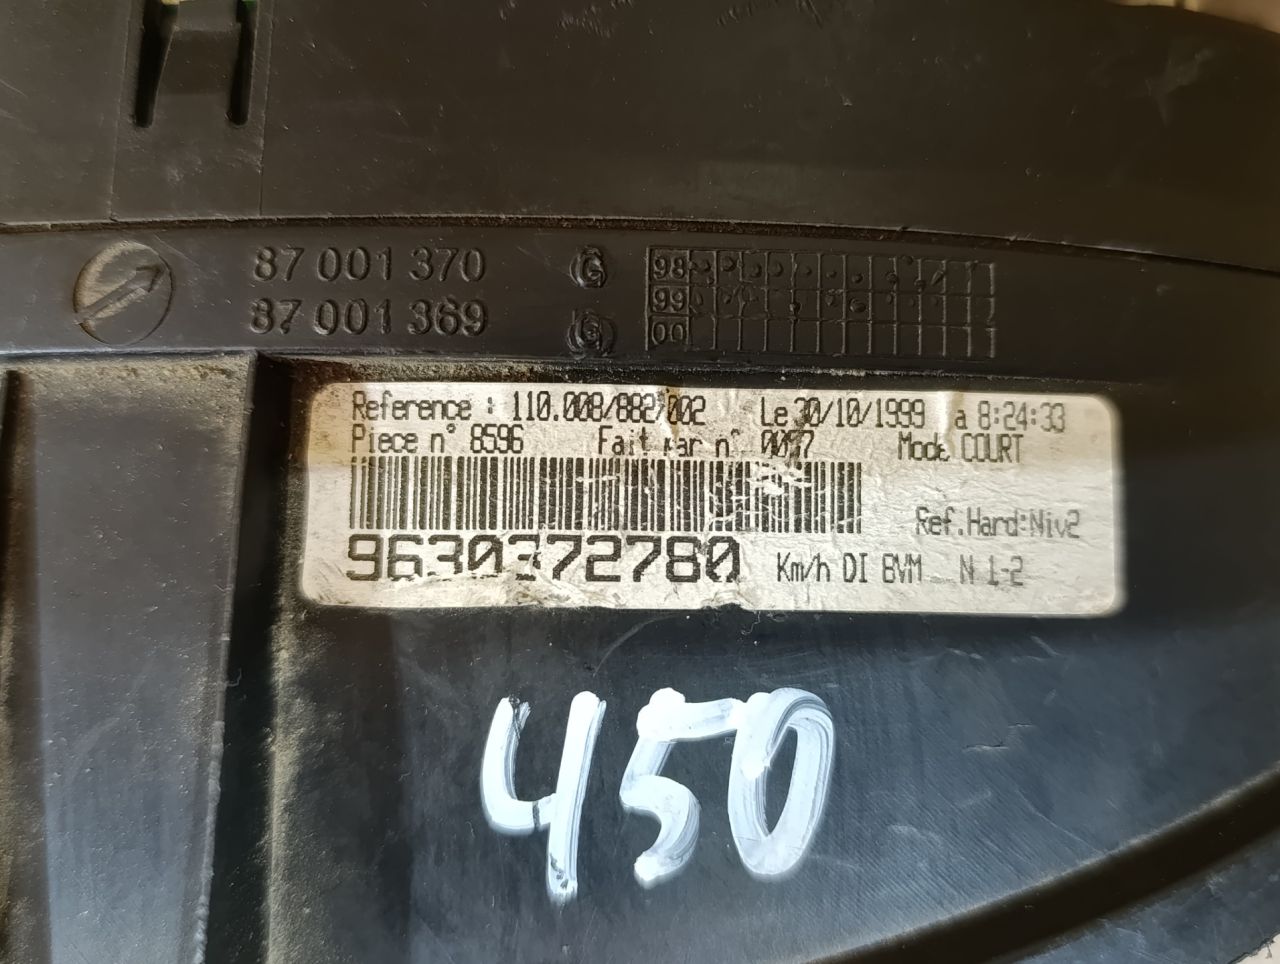 87 001 370 G
87 001 369 G
98
99
00
Reference : 110.008/882/002 Le 30/10/1999 a 8:24:33
Piece n° 8596 Fait par n° 0097 Mode COURT
Ref.Hard:Niv2
9630372780 Km/h DI BVM N 1-2
450